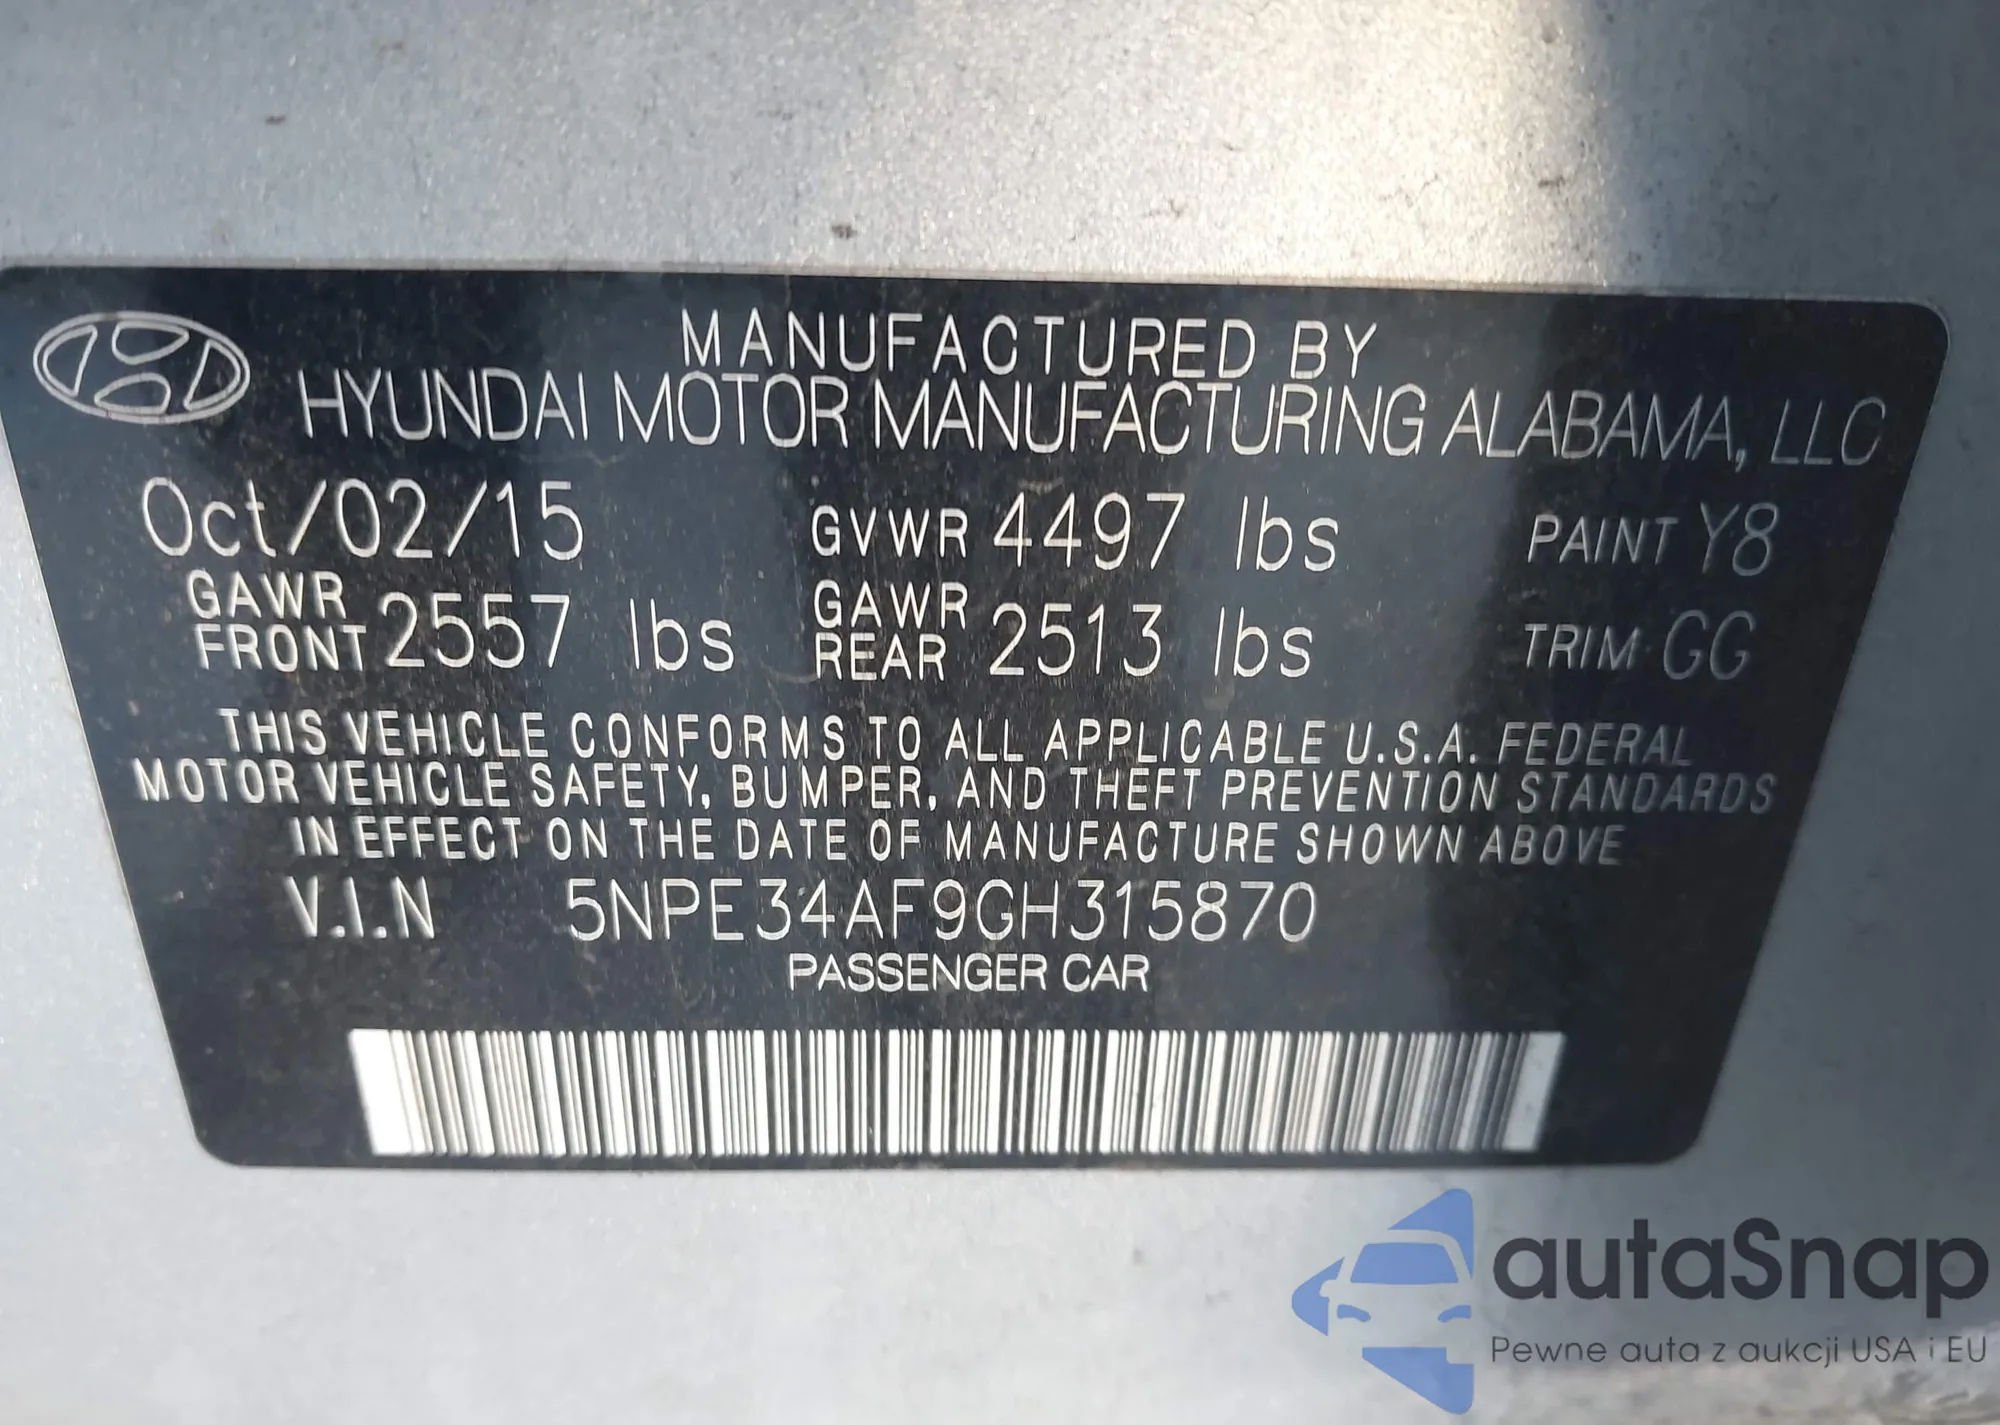 MANUFACTURED BY
HYUNDAI MOTOR MANUFACTURING ALABAMA, LLC
Oct/02/15 GVWR 4497 lbs PAINT Y8
GAWR FRONT 2557 lbs GAWR REAR 2513 lbs TRIM GG
THIS VEHICLE CONFORMS TO ALL APPLICABLE U.S.A. FEDERAL
MOTOR VEHICLE SAFETY, BUMPER, AND THEFT PREVENTION STANDARDS
IN EFFECT ON THE DATE OF MANUFACTURE SHOWN ABOVE
V.I.N 5NPE34AF9GH315870
PASSENGER CAR
autaSnap
Pewne auta z aukcji USA i EU